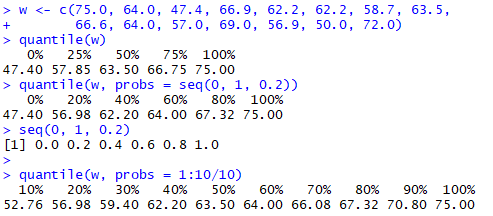 > w <- c(75.0, 64.0, 47.4, 66.9, 62.2, 62.2, 58.7, 63.5,
+        66.6, 64.0, 57.0, 69.0, 56.9, 50.0, 72.0)
> quantile(w)
   0%   25%   50%   75%  100%
47.40 57.85 63.50 66.75 75.00
> quantile(w, probs = seq(0, 1, 0.2))
   0%   20%   40%   60%   80%  100%
47.40 56.98 62.20 64.00 67.32 75.00
> seq(0, 1, 0.2)
[1] 0.0 0.2 0.4 0.6 0.8 1.0
>
> quantile(w, probs = 1:10/10)
  10%   20%   30%   40%   50%   60%   70%   80%   90%  100%
52.76 56.98 59.40 62.20 63.50 64.00 66.08 67.32 70.80 75.00